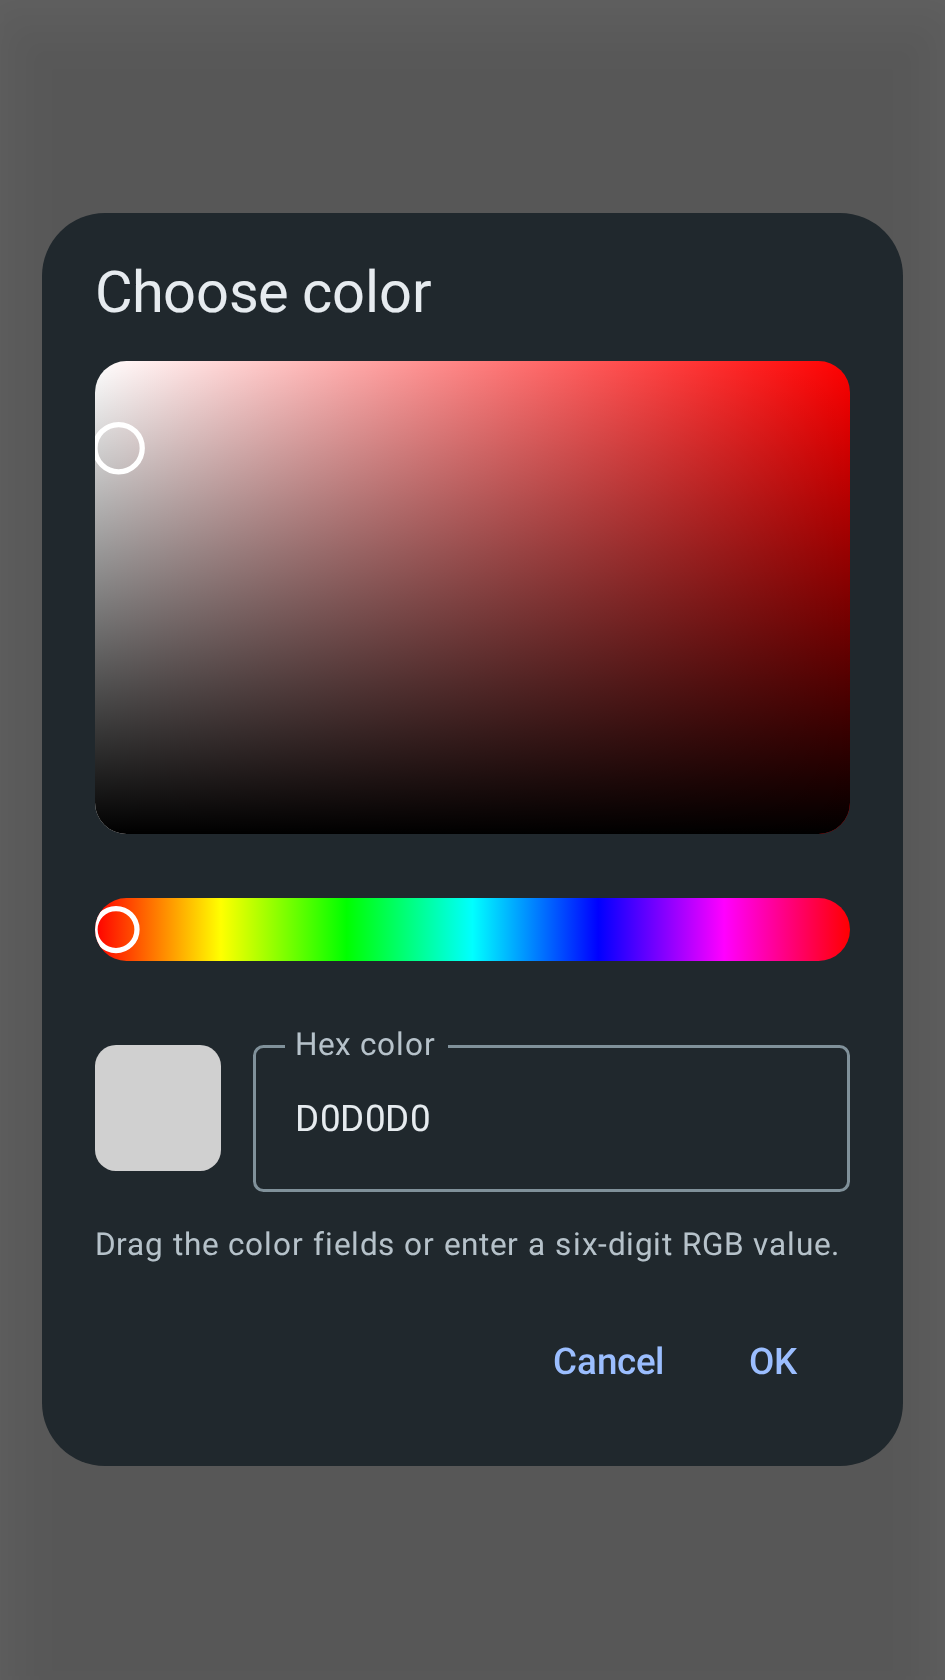 Choose color
Hex color
D0D0D0
Drag the color fields or enter a six-digit RGB value.
Cancel OK